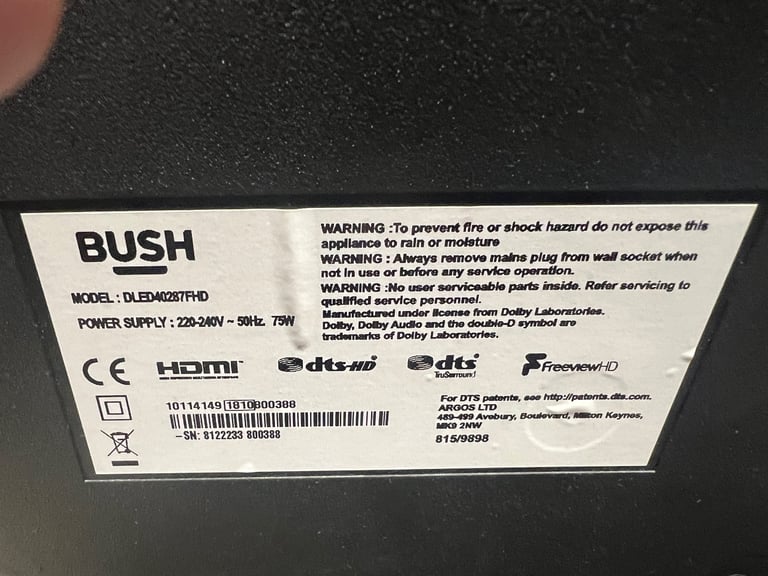 BUSH
MODEL : DLED40287FHD
POWER SUPPLY : 220-240V ~ 50Hz. 75W
WARNING :To prevent fire or shock hazard do not expose this
appliance to rain or moisture
WARNING : Always remove mains plug from wall socket when
not in use or before any service operation.
WARNING :No user serviceable parts inside. Refer servicing to
qualified service personnel.
Manufactured under license from Dolby Laboratories.
Dolby, Dolby Audio and the double-D symbol are
trademarks of Dolby Laboratories.
CE
HDMI
dts-HD
dts
TruSurround
FreeviewHD
10114149 1810800388
-SN: 8122233 800388
For DTS patents, see http://patents.dts.com.
ARGOS LTD
489-499 Avebury, Boulevard, Milton Keynes,
MK9 2NW
815/9898